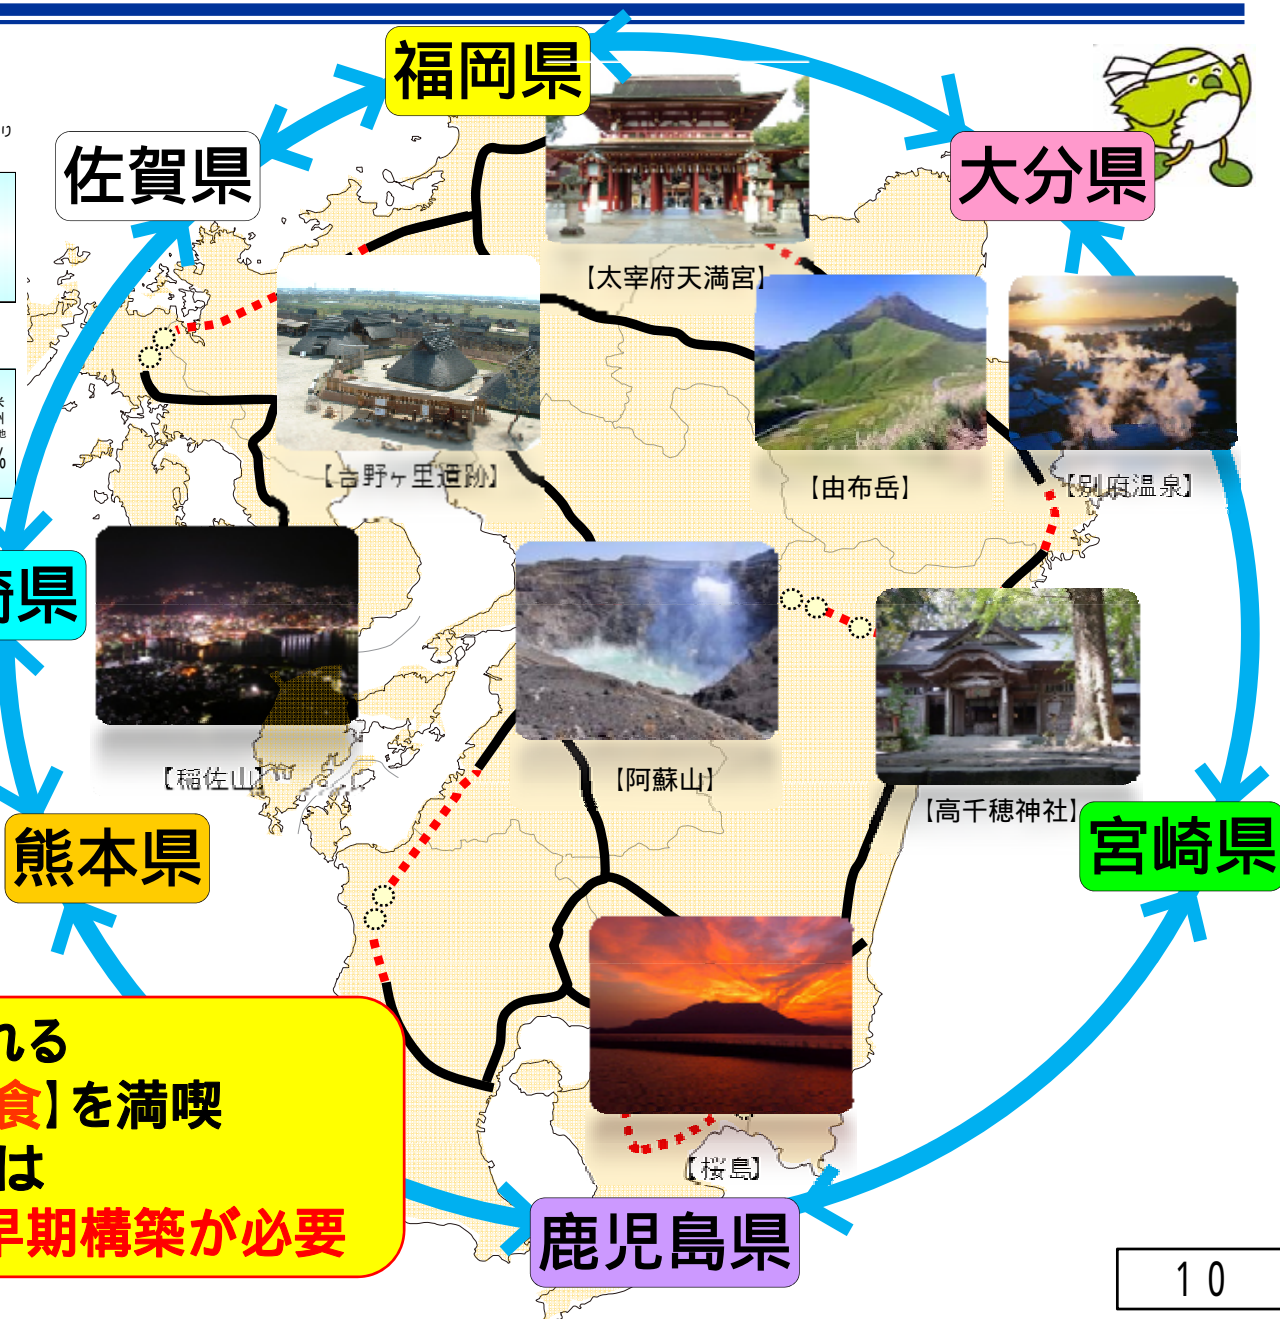 福岡県
佐賀県
大分県
り
【太宰府天満宮】
【吉野ヶ里遺跡】
【由布岳】
【別府温泉】
崎県
【稲佐山】
【阿蘇山】
【高千穂神社】
熊本県
宮崎県
れる
食】を満喫
は
早期構築が必要
【桜島】
鹿児島県
10